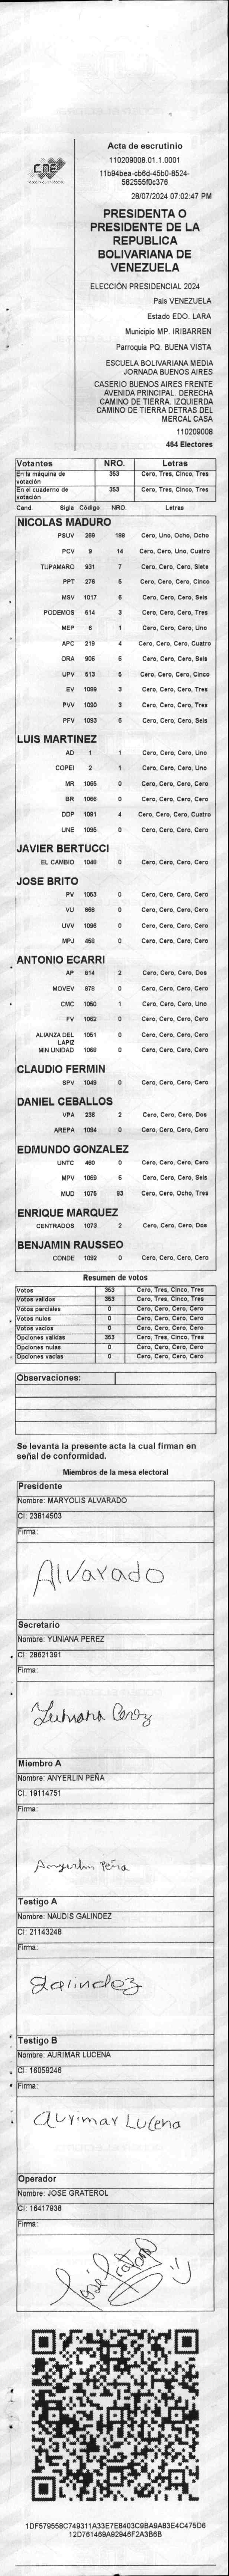 Acta de escrutinio
110209008.01.1.0001
11b94bea-cb6d-45b0-8524-
582555f0c376
28/07/2024 07:02:47 PM
CNE
PRESIDENTA O
PRESIDENTE DE LA
REPUBLICA
BOLIVARIANA DE
VENEZUELA
ELECCIÓN PRESIDENCIAL 2024
País VENEZUELA
Estado EDO. LARA
Municipio MP. IRIBARREN
Parroquia PQ. BUENA VISTA
ESCUELA BOLIVARIANA MEDIA
JORNADA BUENOS AIRES
CASERIO BUENOS AIRES FRENTE
AVENIDA PRINCIPAL. DERECHA
CAMINO DE TIERRA. IZQUIERDA
CAMINO DE TIERRA DETRAS DEL
MERCAL CASA
110209008
464 Electores
Votantes NRO. Letras
En la máquina de votación 353 Cero, Tres, Cinco, Tres
En el cuaderno de votación 353 Cero, Tres, Cinco, Tres
Cand. Sigla Código NRO. Letras
NICOLAS MADURO
PSUV 269 188 Cero, Uno, Ocho, Ocho
PCV 9 14 Cero, Cero, Uno, Cuatro
TUPAMARO 931 7 Cero, Cero, Cero, Siete
PPT 276 5 Cero, Cero, Cero, Cinco
MSV 1017 6 Cero, Cero, Cero, Seis
PODEMOS 514 3 Cero, Cero, Cero, Tres
MEP 6 1 Cero, Cero, Cero, Uno
APC 219 4 Cero, Cero, Cero, Cuatro
ORA 906 6 Cero, Cero, Cero, Seis
UPV 513 5 Cero, Cero, Cero, Cinco
EV 1089 3 Cero, Cero, Cero, Tres
PVV 1090 3 Cero, Cero, Cero, Tres
PFV 1093 6 Cero, Cero, Cero, Seis
LUIS MARTINEZ
AD 1 1 Cero, Cero, Cero, Uno
COPEI 2 1 Cero, Cero, Cero, Uno
MR 1065 0 Cero, Cero, Cero, Cero
BR 1066 0 Cero, Cero, Cero, Cero
DDP 1091 4 Cero, Cero, Cero, Cuatro
UNE 1095 0 Cero, Cero, Cero, Cero
JAVIER BERTUCCI
EL CAMBIO 1048 0 Cero, Cero, Cero, Cero
JOSE BRITO
PV 1053 0 Cero, Cero, Cero, Cero
VU 868 0 Cero, Cero, Cero, Cero
UVV 1096 0 Cero, Cero, Cero, Cero
MPJ 458 0 Cero, Cero, Cero, Cero
ANTONIO ECARRI
AP 814 2 Cero, Cero, Cero, Dos
MOVEV 879 0 Cero, Cero, Cero, Cero
CMC 1050 1 Cero, Cero, Cero, Uno
FV 1052 0 Cero, Cero, Cero, Cero
ALIANZA DEL LAPIZ 1051 0 Cero, Cero, Cero, Cero
MIN UNIDAD 1058 0 Cero, Cero, Cero, Cero
CLAUDIO FERMIN
SPV 1049 0 Cero, Cero, Cero, Cero
DANIEL CEBALLOS
VPA 236 2 Cero, Cero, Cero, Dos
AREPA 1094 0 Cero, Cero, Cero, Cero
EDMUNDO GONZALEZ
UNTC 460 0 Cero, Cero, Cero, Cero
MPV 1069 6 Cero, Cero, Cero, Seis
MUD 1075 83 Cero, Cero, Ocho, Tres
ENRIQUE MARQUEZ
CENTRADOS 1073 2 Cero, Cero, Cero, Dos
BENJAMIN RAUSSEO
CONDE 1092 0 Cero, Cero, Cero, Cero
Resumen de votos
Votos 353 Cero, Tres, Cinco, Tres
Votos validos 353 Cero, Tres, Cinco, Tres
Votos parciales 0 Cero, Cero, Cero, Cero
Votos nulos 0 Cero, Cero, Cero, Cero
Votos vacios 0 Cero, Cero, Cero, Cero
Opciones validas 353 Cero, Tres, Cinco, Tres
Opciones nulas 0 Cero, Cero, Cero, Cero
Opciones vacias 0 Cero, Cero, Cero, Cero
Observaciones:
Se levanta la presente acta la cual firman en
señal de conformidad.
Miembros de la mesa electoral
Presidente
Nombre: MARYOLIS ALVARADO
CI: 23814503
Firma:
Alvarado
Secretario
Nombre: YUNIANA PEREZ
CI: 28621391
Firma:
Yuniana Perez
Miembro A
Nombre: ANYERLIN PEÑA
CI: 19114751
Firma:
Anyerlin Peña
Testigo A
Nombre: NAUDIS GALINDEZ
CI: 21143248
Firma:
Galindez
Testigo B
Nombre: AURIMAR LUCENA
CI: 16059246
Firma:
Aurimar Lucena
Operador
Nombre: JOSE GRATEROL
CI: 16417938
Firma:
José Graterol
1DF579558C749311A33E7E8403C9BA9A83E4C475D6
12D761469A92946F2A3B6B